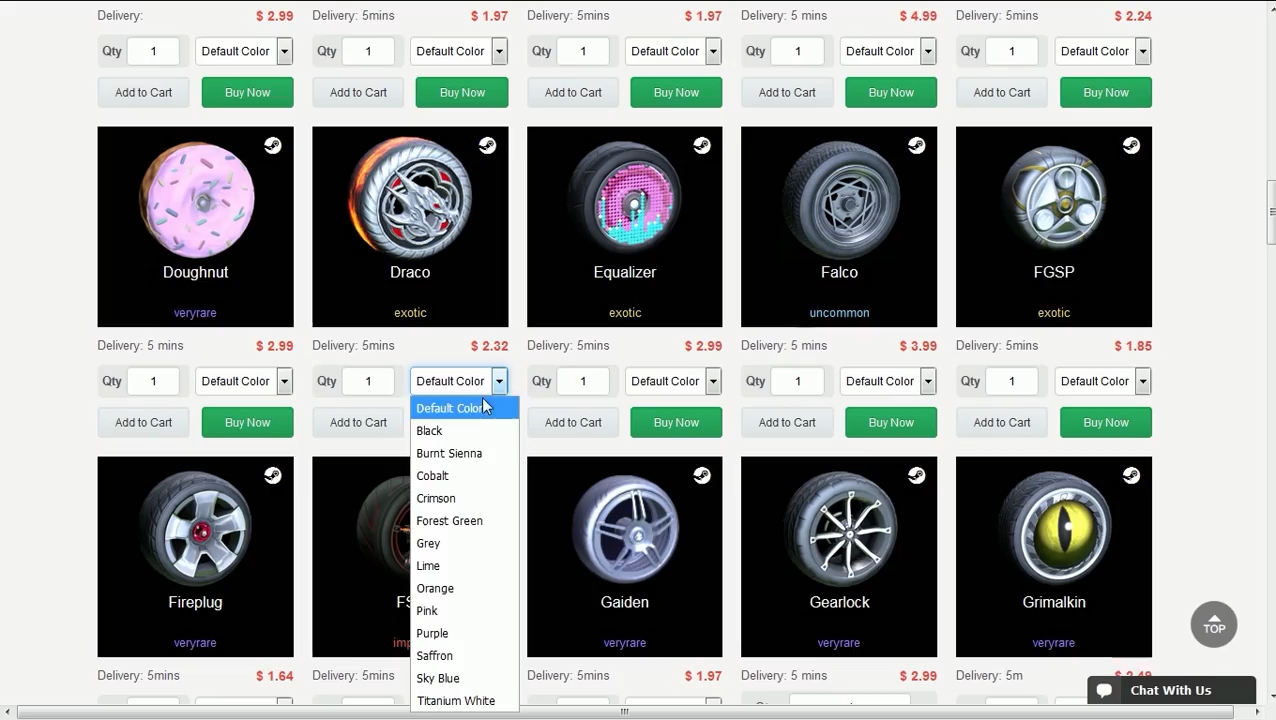 Delivery: $ 2.99 Delivery: 5mins $ 1.97 Delivery: 5mins $ 1.97 Delivery: 5 mins $ 4.99 Delivery: 5mins $ 2.24
Qty 1 Default Color Qty 1 Default Color Qty 1 Default Color Qty 1 Default Color Qty 1 Default Color
Add to Cart Buy Now Add to Cart Buy Now Add to Cart Buy Now Add to Cart Buy Now Add to Cart Buy Now
Doughnut Draco Equalizer Falco FGSP
veryrare exotic exotic uncommon exotic
Delivery: 5 mins $ 2.99 Delivery: 5mins $ 2.32 Delivery: 5mins $ 2.99 Delivery: 5 mins $ 3.99 Delivery: 5mins $ 1.85
Qty 1 Default Color Qty 1 Default Color Qty 1 Default Color Qty 1 Default Color Qty 1 Default Color
Add to Cart Buy Now Add to Cart Add to Cart Buy Now Add to Cart Buy Now Add to Cart Buy Now
Default Color
Black
Burnt Sienna
Cobalt
Crimson
Forest Green
Grey
Lime
Orange
Pink
Purple
Saffron
Sky Blue
Titanium White
Fireplug Gaiden Gearlock Grimalkin
veryrare veryrare veryrare veryrare
Delivery: 5mins $ 1.64 Delivery: 5mins $ 1.97 Delivery: 5 mins $ 2.99 Delivery: 5m
TOP
Chat With Us